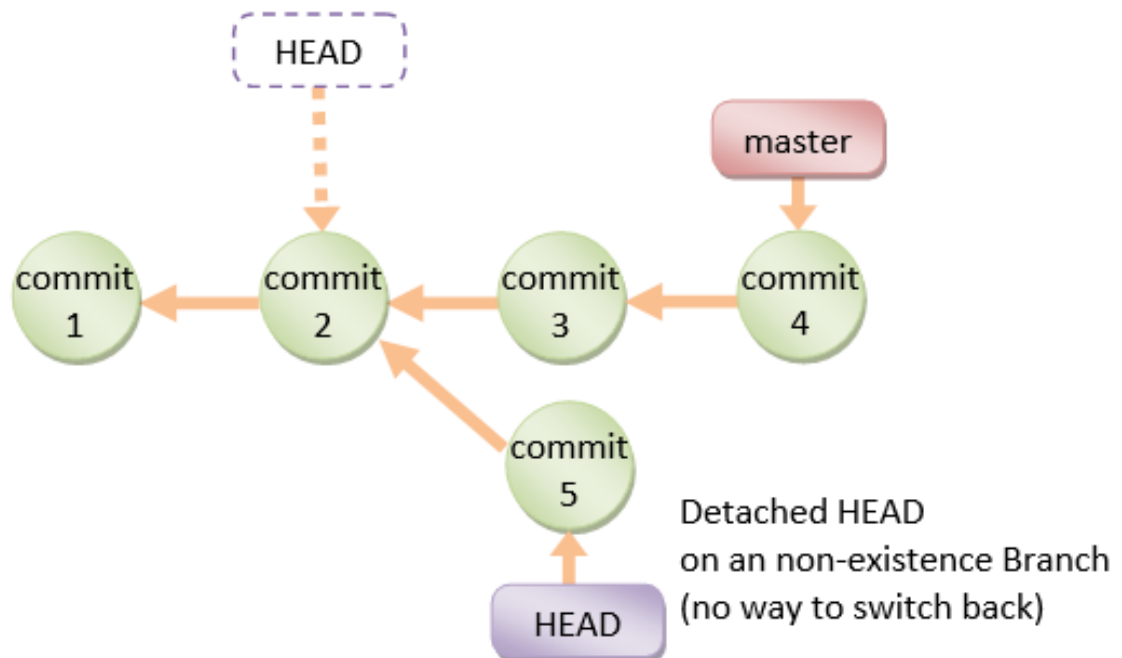 HEAD
master
commit
1
commit
2
commit
3
commit
4
commit
5
Detached HEAD
on an non-existence Branch
(no way to switch back)
HEAD